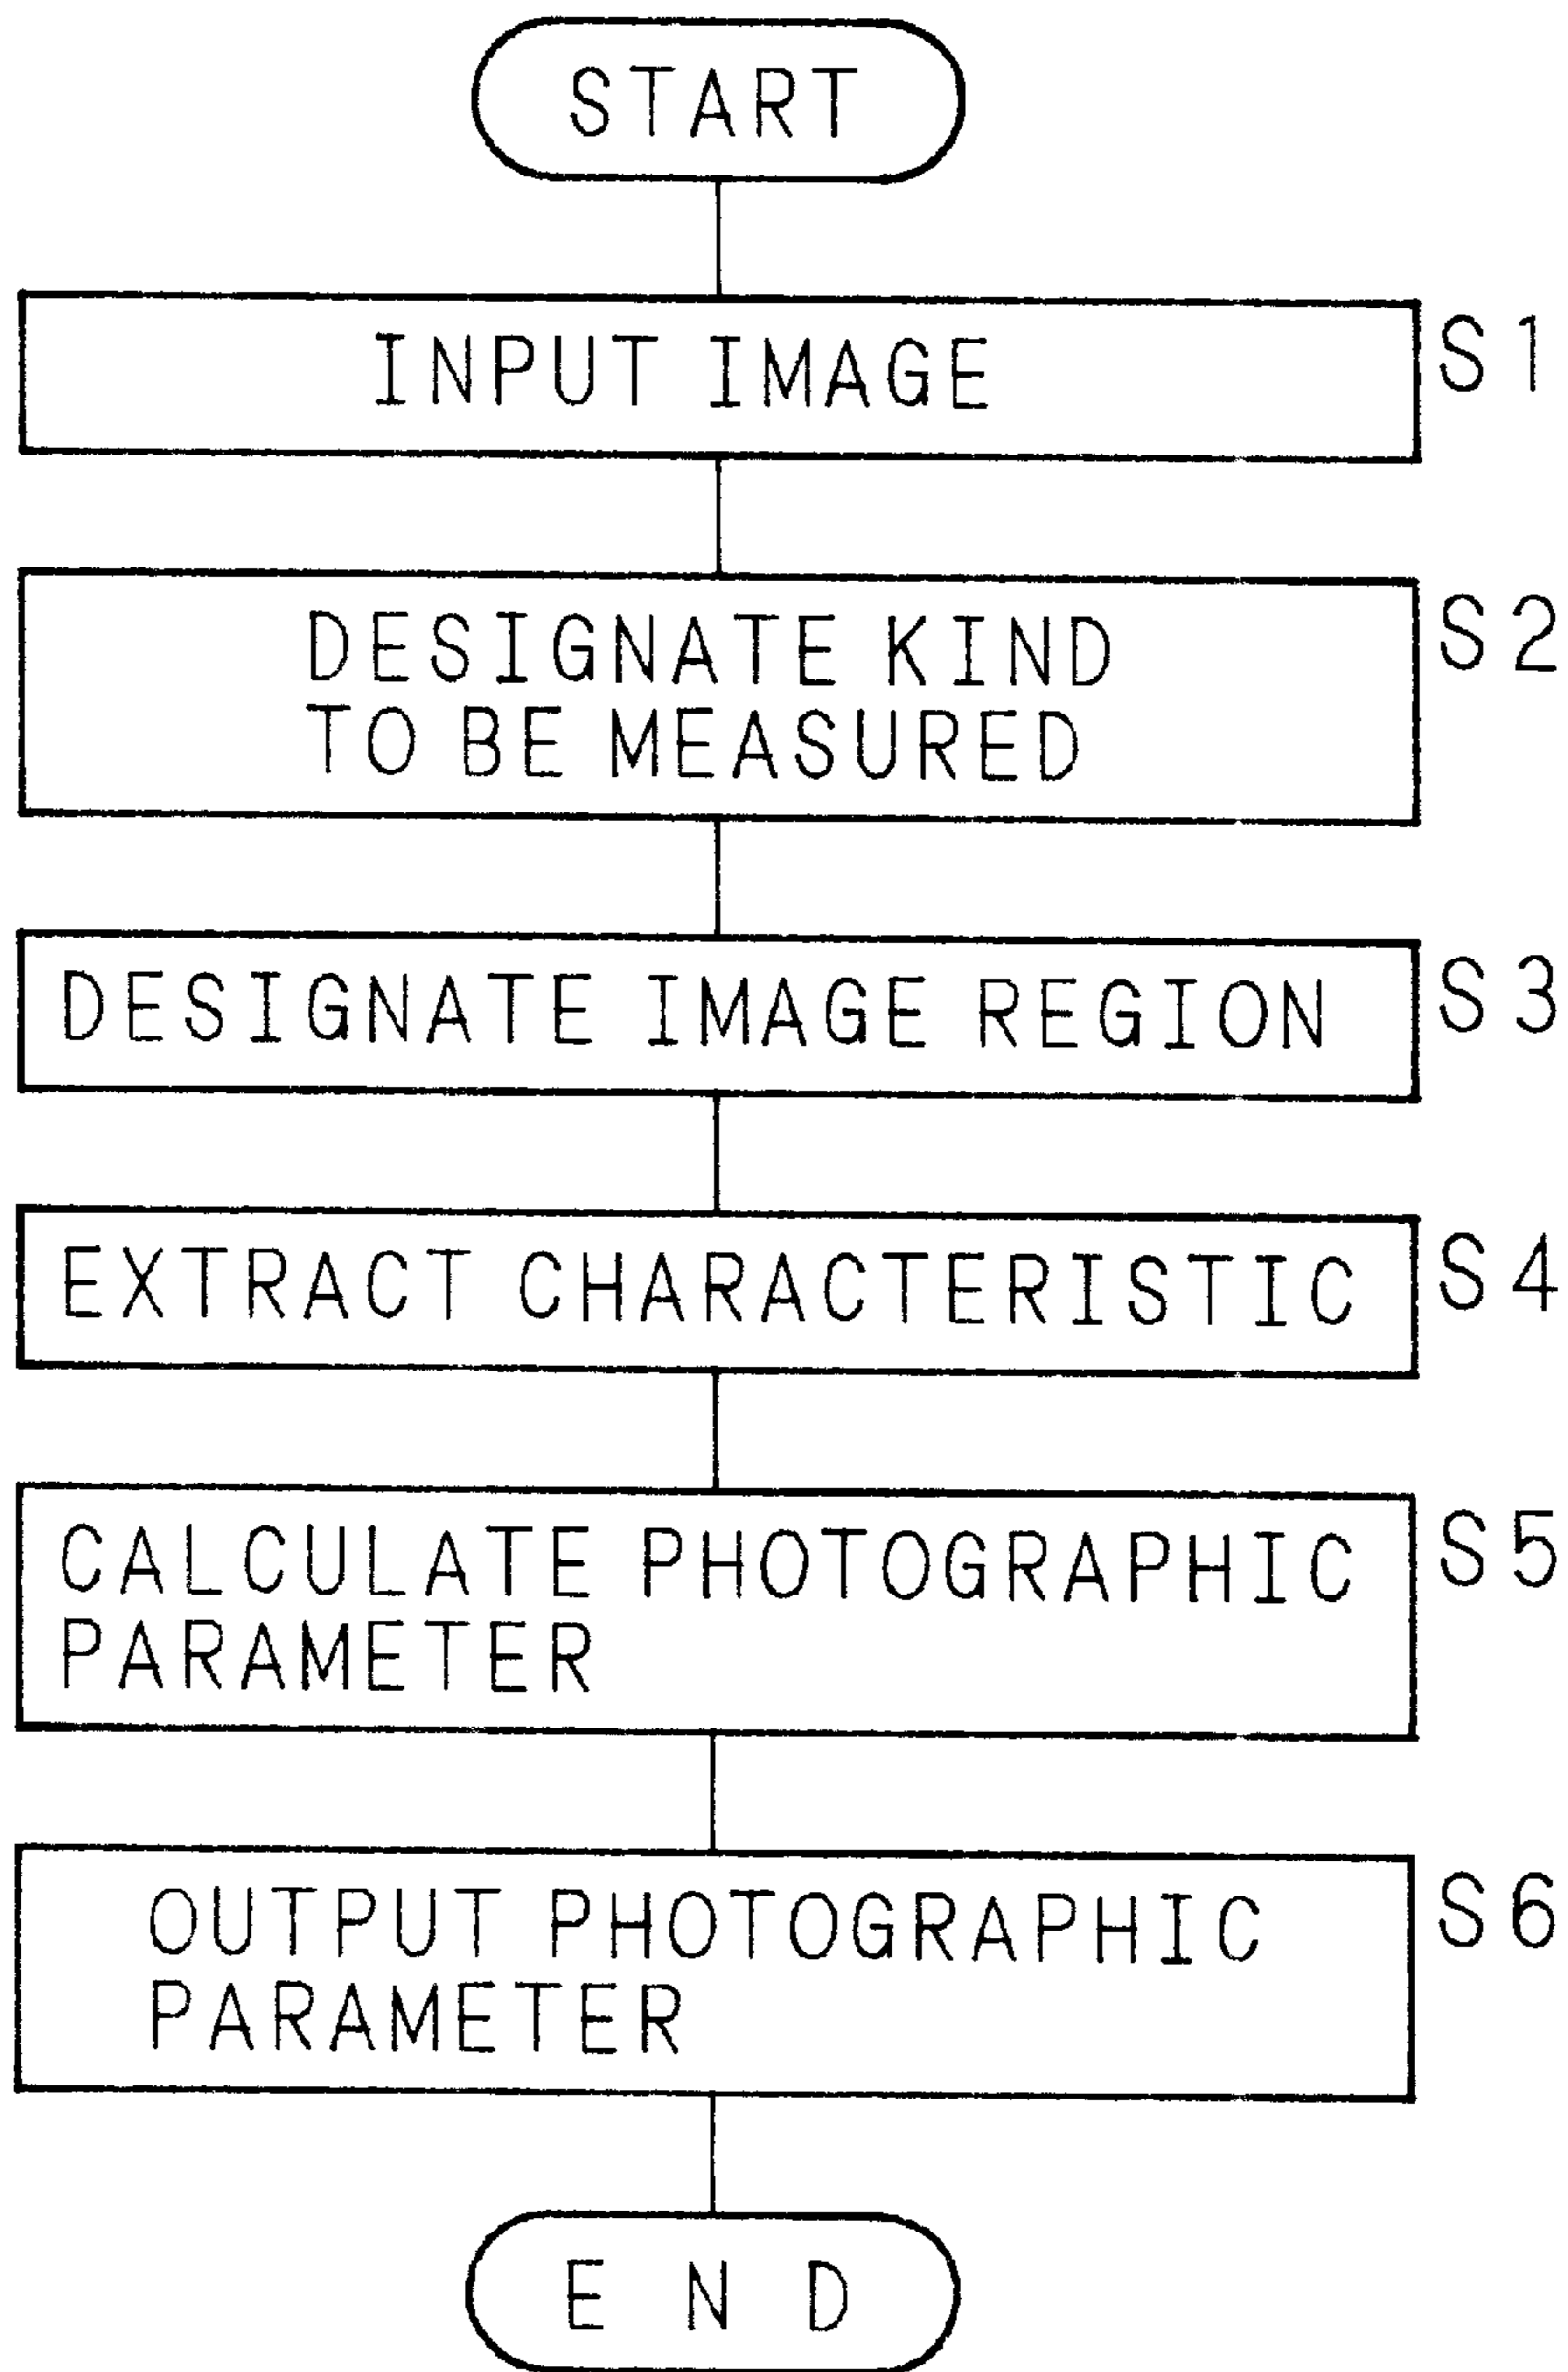 START
INPUT IMAGE S1
DESIGNATE KIND S2
TO BE MEASURED
DESIGNATE IMAGE REGION S3
EXTRACT CHARACTERISTIC S4
CALCULATE PHOTOGRAPHIC S5
PARAMETER
OUTPUT PHOTOGRAPHIC S6
PARAMETER
END